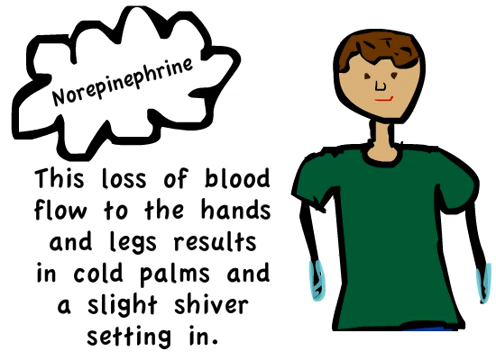 Norepinephrine
This loss of blood
flow to the hands
and legs results
in cold palms and
a slight shiver
setting in.